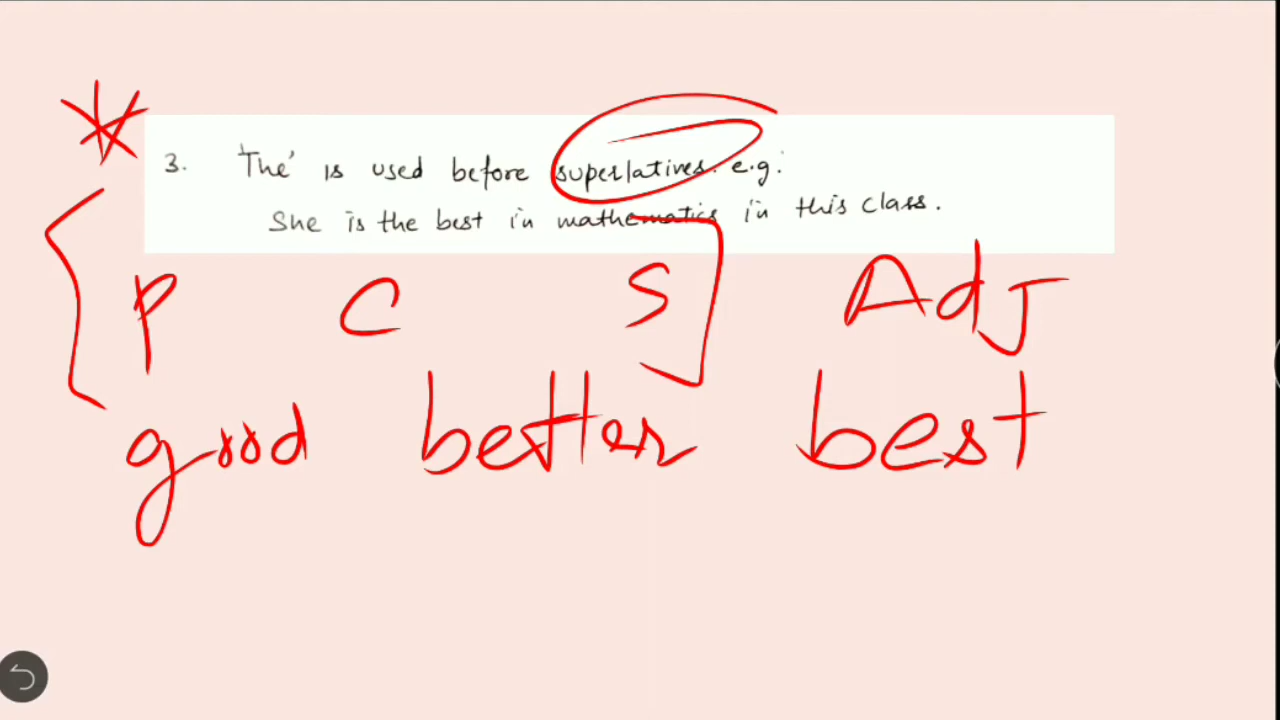 3. 'The' is used before superlatives. e.g:
She is the best in mathematics in this class.
P C S Adj
good better best